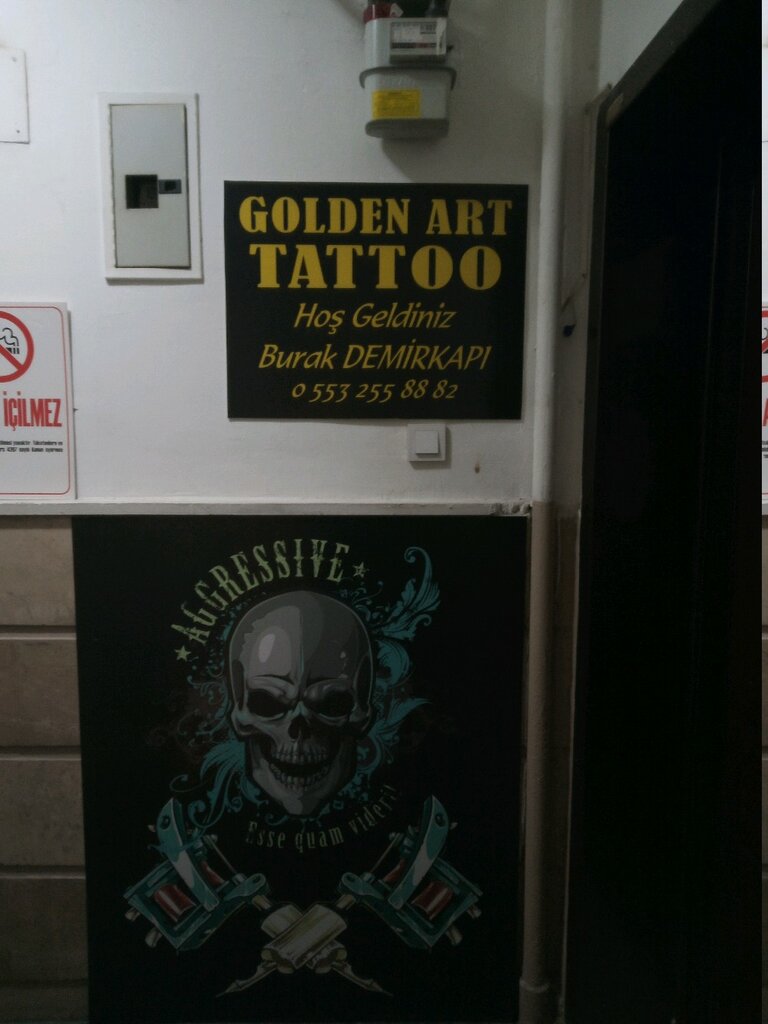 GOLDEN ART
TATTOO
Hoş Geldiniz
Burak DEMİRKAPI
0 553 255 88 82
İÇİLMEZ
AGGRESSIVE
Esse quam videri!